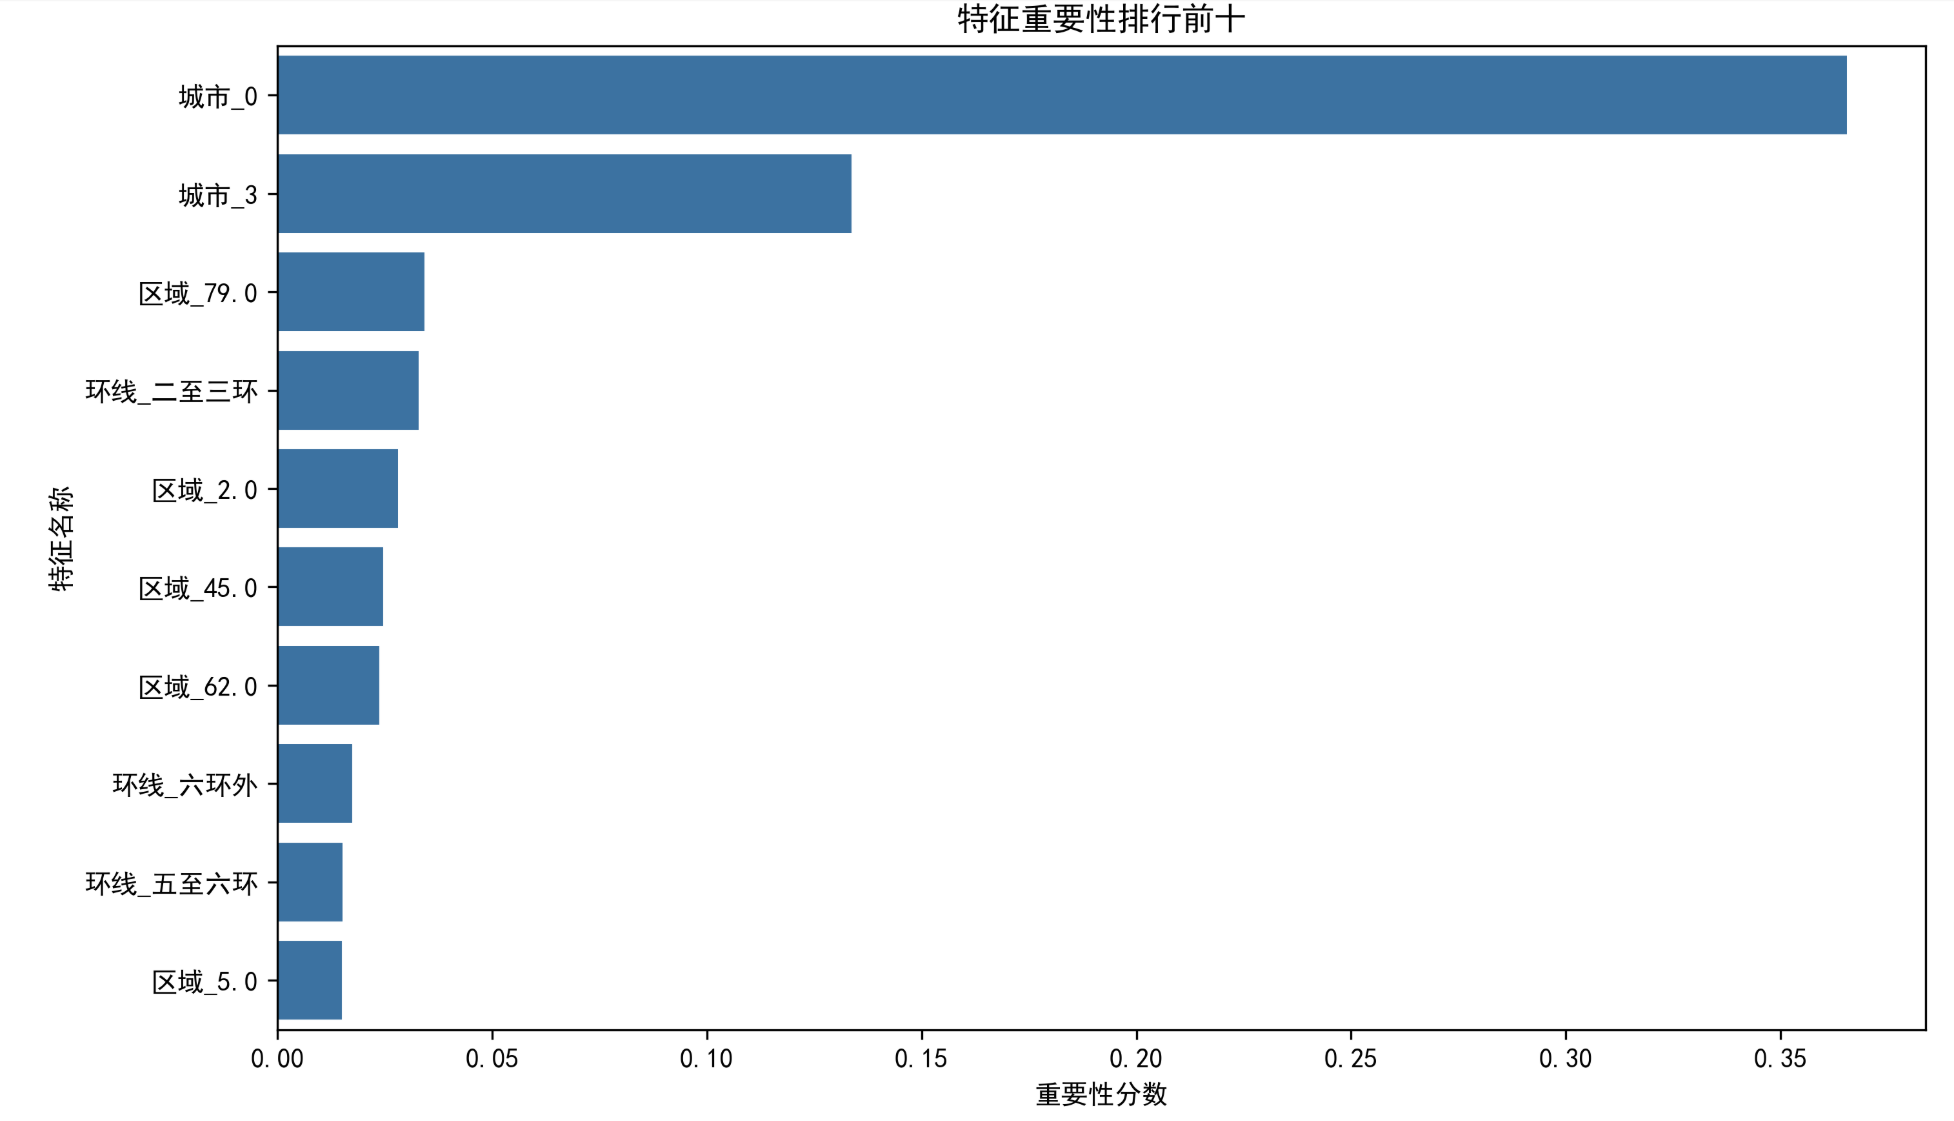 特征重要性排行前十
特征名称
城市_0
城市_3
区域_79.0
环线_二至三环
区域_2.0
区域_45.0
区域_62.0
环线_六环外
环线_五至六环
区域_5.0
0.00 0.05 0.10 0.15 0.20 0.25 0.30 0.35
重要性分数